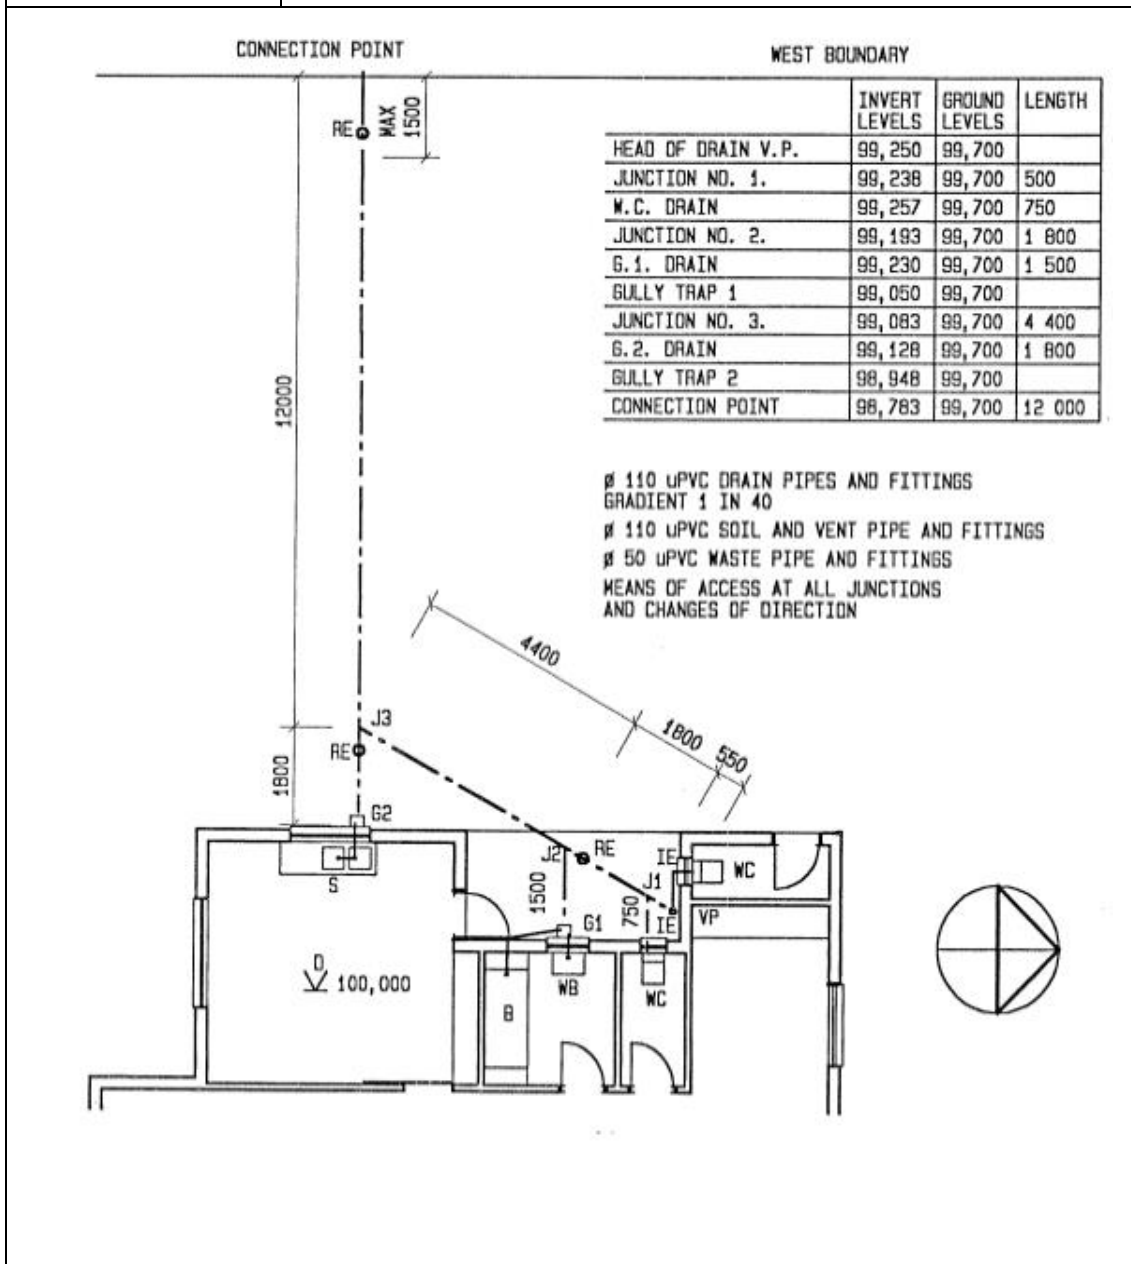 CONNECTION POINT
WEST BOUNDARY
INVERT LEVELS GROUND LEVELS LENGTH
HEAD OF DRAIN V.P. 99,250 99,700
JUNCTION NO. 1. 99,238 99,700 500
W.C. DRAIN 99,257 99,700 750
JUNCTION NO. 2. 99,193 99,700 1 800
G.1. DRAIN 99,230 99,700 1 500
GULLY TRAP 1 99,050 99,700
JUNCTION NO. 3. 99,083 99,700 4 400
G.2. DRAIN 99,128 99,700 1 800
GULLY TRAP 2 98,948 99,700
CONNECTION POINT 98,783 99,700 12 000
RE
MAX
1500
12000
ø 110 uPVC DRAIN PIPES AND FITTINGS
GRADIENT 1 IN 40
ø 110 uPVC SOIL AND VENT PIPE AND FITTINGS
ø 50 uPVC WASTE PIPE AND FITTINGS
MEANS OF ACCESS AT ALL JUNCTIONS
AND CHANGES OF DIRECTION
4400
1800
550
J3
RE
1800
G2
S
J2
RE
IE
WC
J1
1500
750
G1
IE
VP
D
100,000
WB
WC
B